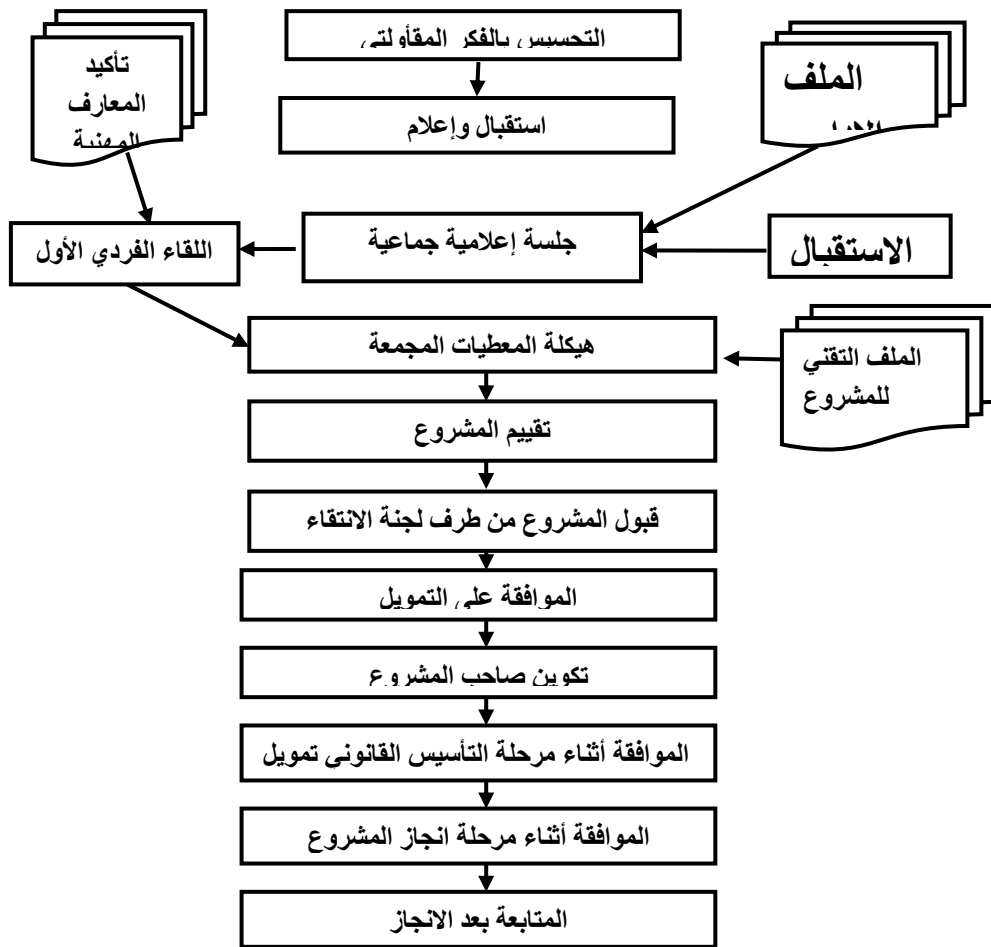 التحسيس بالفكر المقأولتي
استقبال وإعلام
الملف
تأكيد
المعارف
المهنية
الاستقبال
جلسة إعلامية جماعية
اللقاء الفردي الأول
هيكلة المعطيات المجمعة
الملف التقني
للمشروع
تقييم المشروع
قبول المشروع من طرف لجنة الانتقاء
الموافقة على التمويل
تكوين صاحب المشروع
الموافقة أثناء مرحلة التأسيس القانوني تمويل
الموافقة أثناء مرحلة انجاز المشروع
المتابعة بعد الانجاز